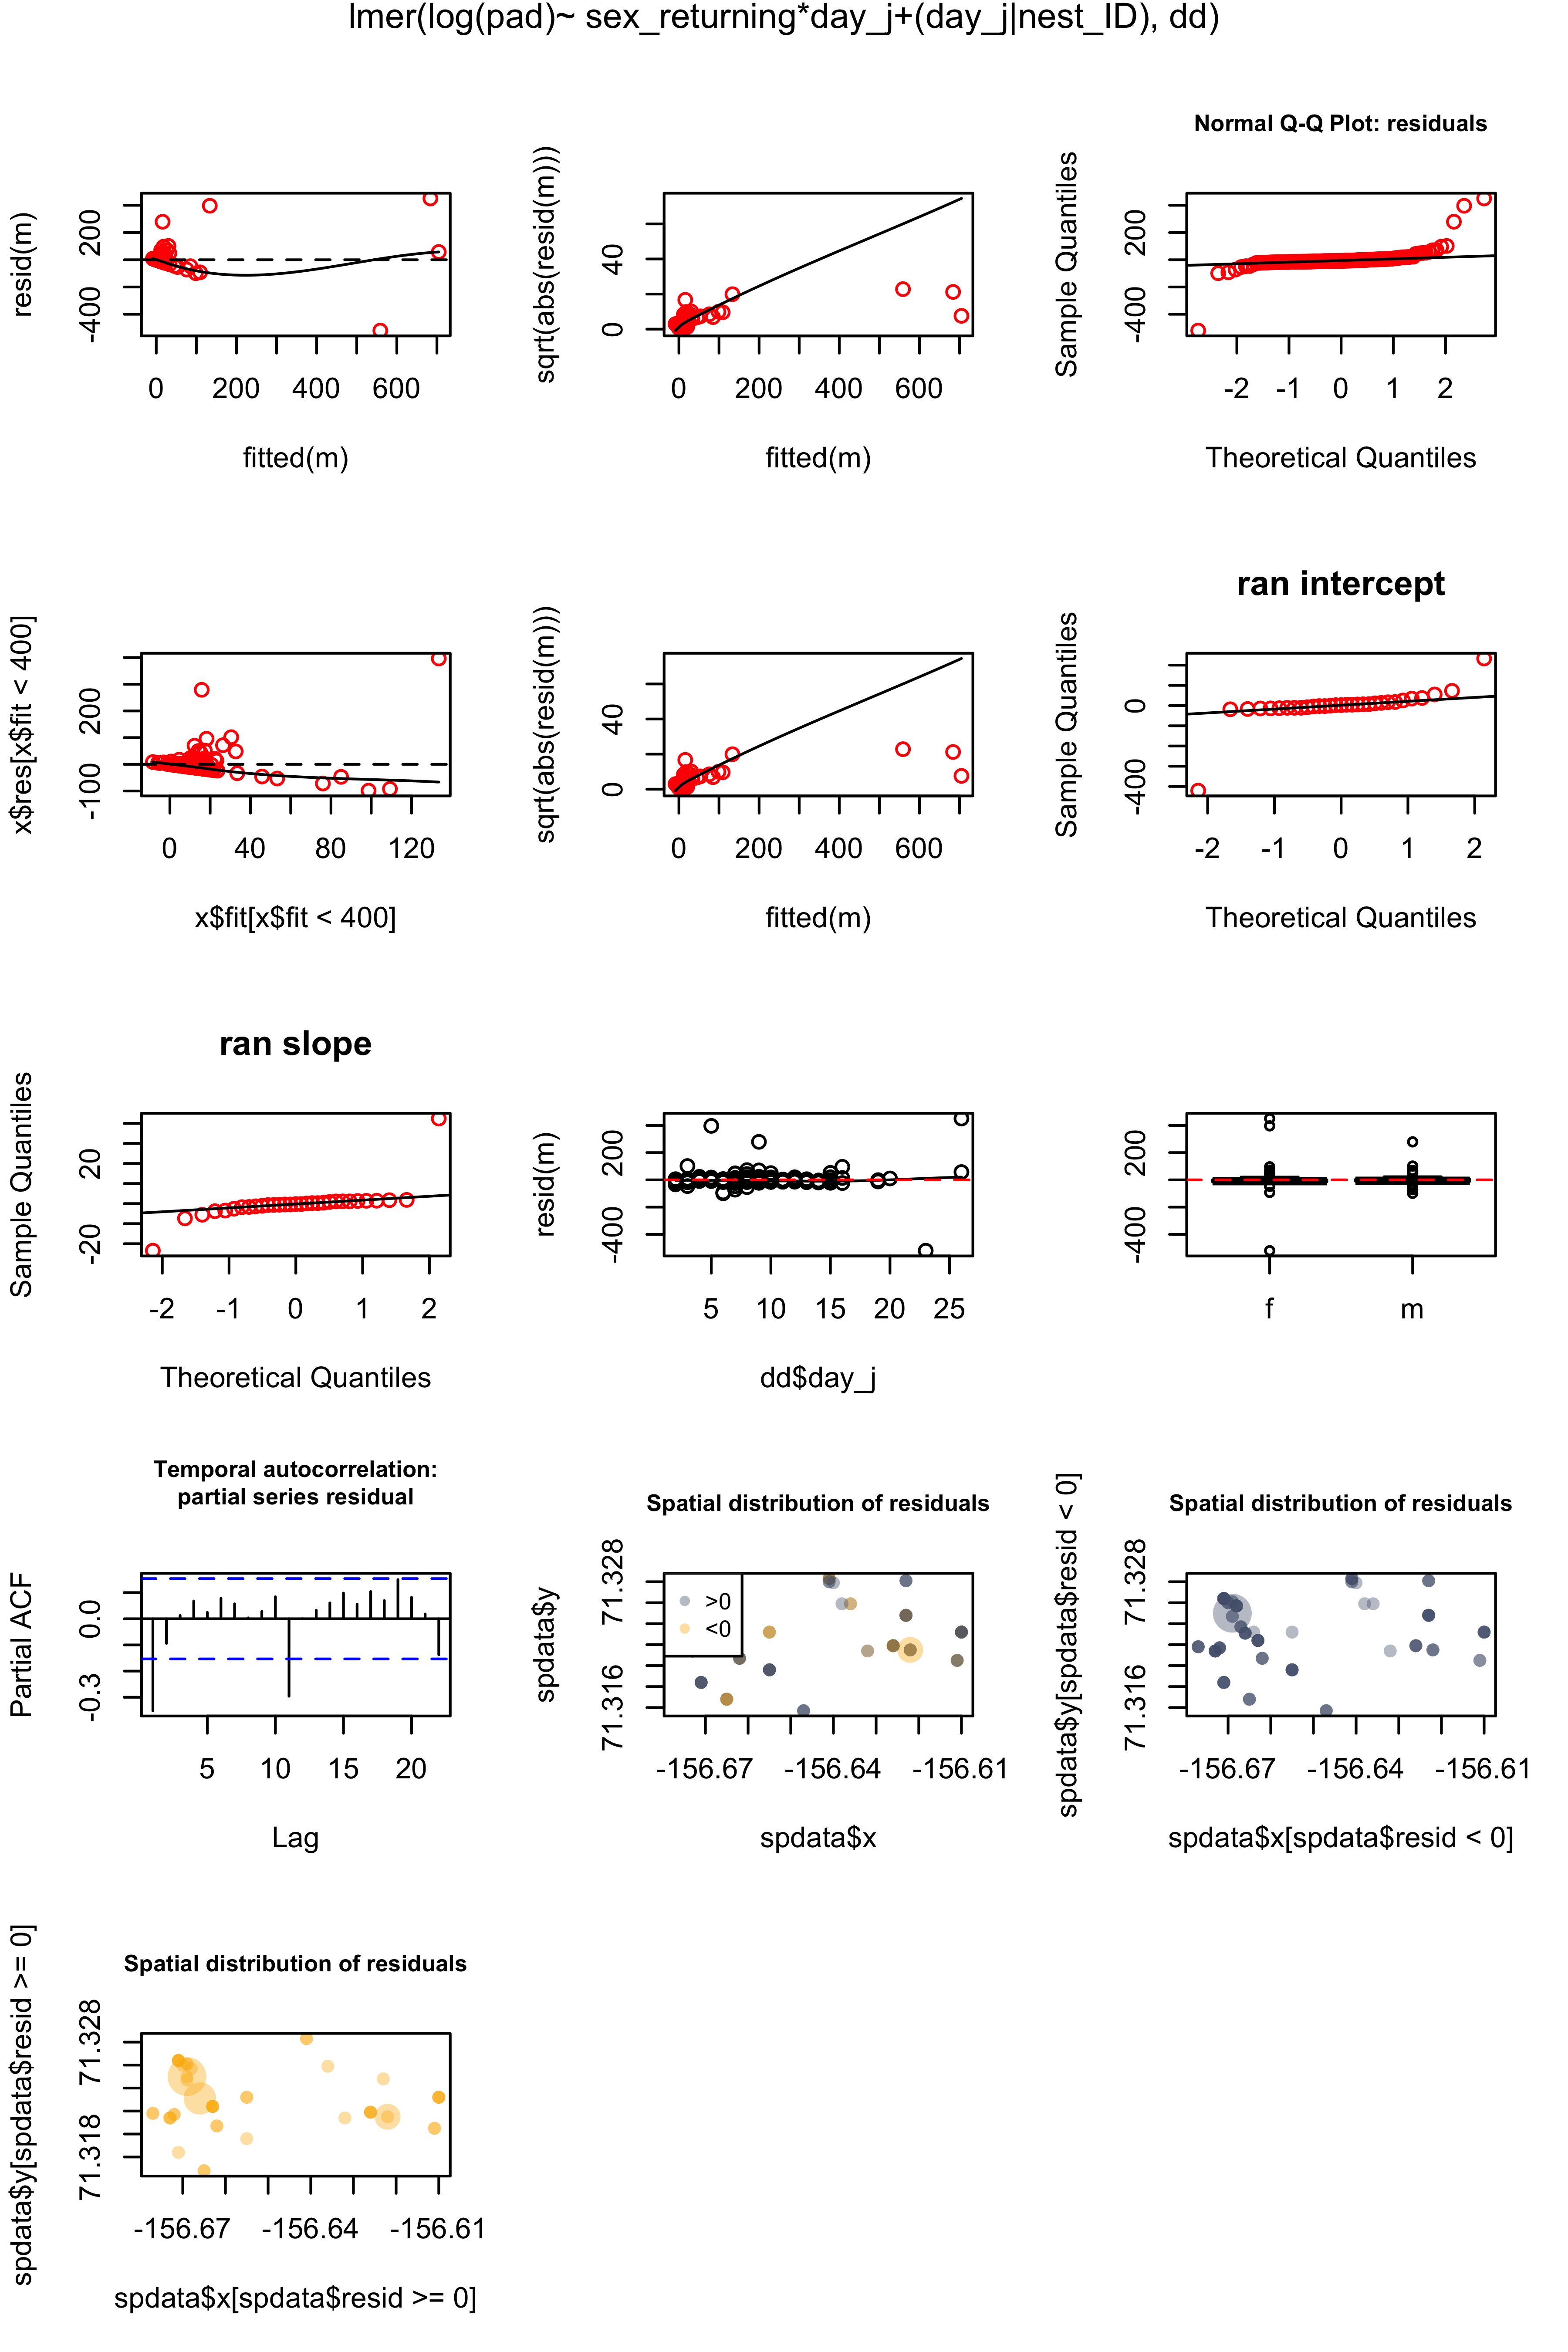 lmer(log(pad)~ sex_returning*day_j+(day_j|nest_ID), dd)
resid(m)
-400 200
0 200 400 600
fitted(m)
sqrt(abs(resid(m)))
0 40
0 200 400 600
fitted(m)
Normal Q-Q Plot: residuals
Sample Quantiles
-400 200
-2 -1 0 1 2
Theoretical Quantiles
x$res[x$fit < 400]
-100 200
0 40 80 120
x$fit[x$fit < 400]
sqrt(abs(resid(m)))
0 40
0 200 400 600
fitted(m)
ran intercept
Sample Quantiles
-400 0
-2 -1 0 1 2
Theoretical Quantiles
ran slope
Sample Quantiles
-20 20
-2 -1 0 1 2
Theoretical Quantiles
resid(m)
-400 200
5 10 15 20 25
dd$day_j
-400 200
f m
Temporal autocorrelation:
partial series residual
Partial ACF
-0.3 0.0
5 10 15 20
Lag
Spatial distribution of residuals
spdata$y
71.316 71.328
>0
<0
-156.67 -156.64 -156.61
spdata$x
Spatial distribution of residuals
spdata$y[spdata$resid < 0]
71.316 71.328
-156.67 -156.64 -156.61
spdata$x[spdata$resid < 0]
Spatial distribution of residuals
spdata$y[spdata$resid >= 0]
71.318 71.328
-156.67 -156.64 -156.61
spdata$x[spdata$resid >= 0]